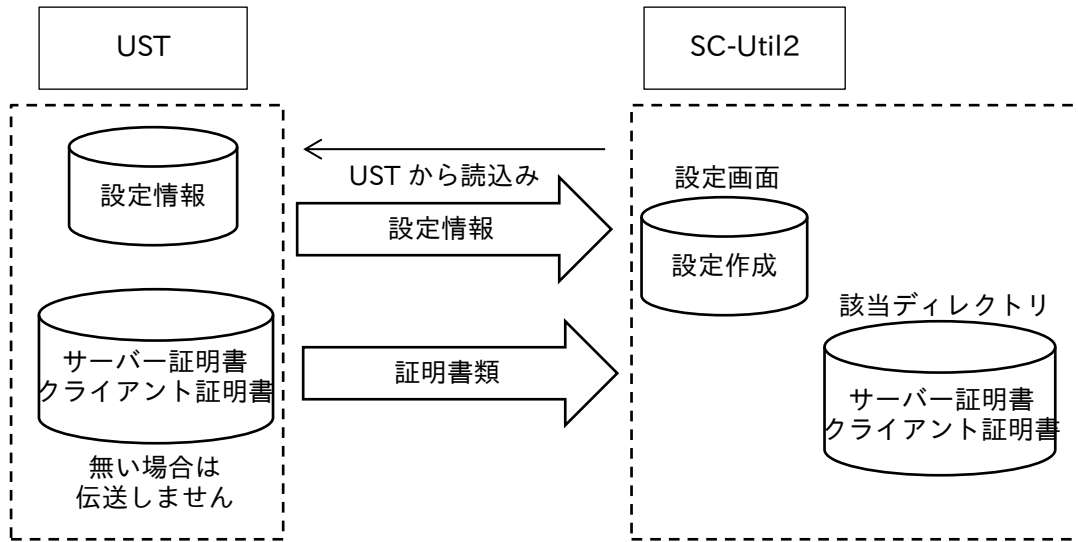 UST
SC-Util2
設定情報
UST から読込み
設定情報
設定画面
設定作成
サーバー証明書
クライアント証明書
無い場合は
伝送しません
証明書類
該当ディレクトリ
サーバー証明書
クライアント証明書